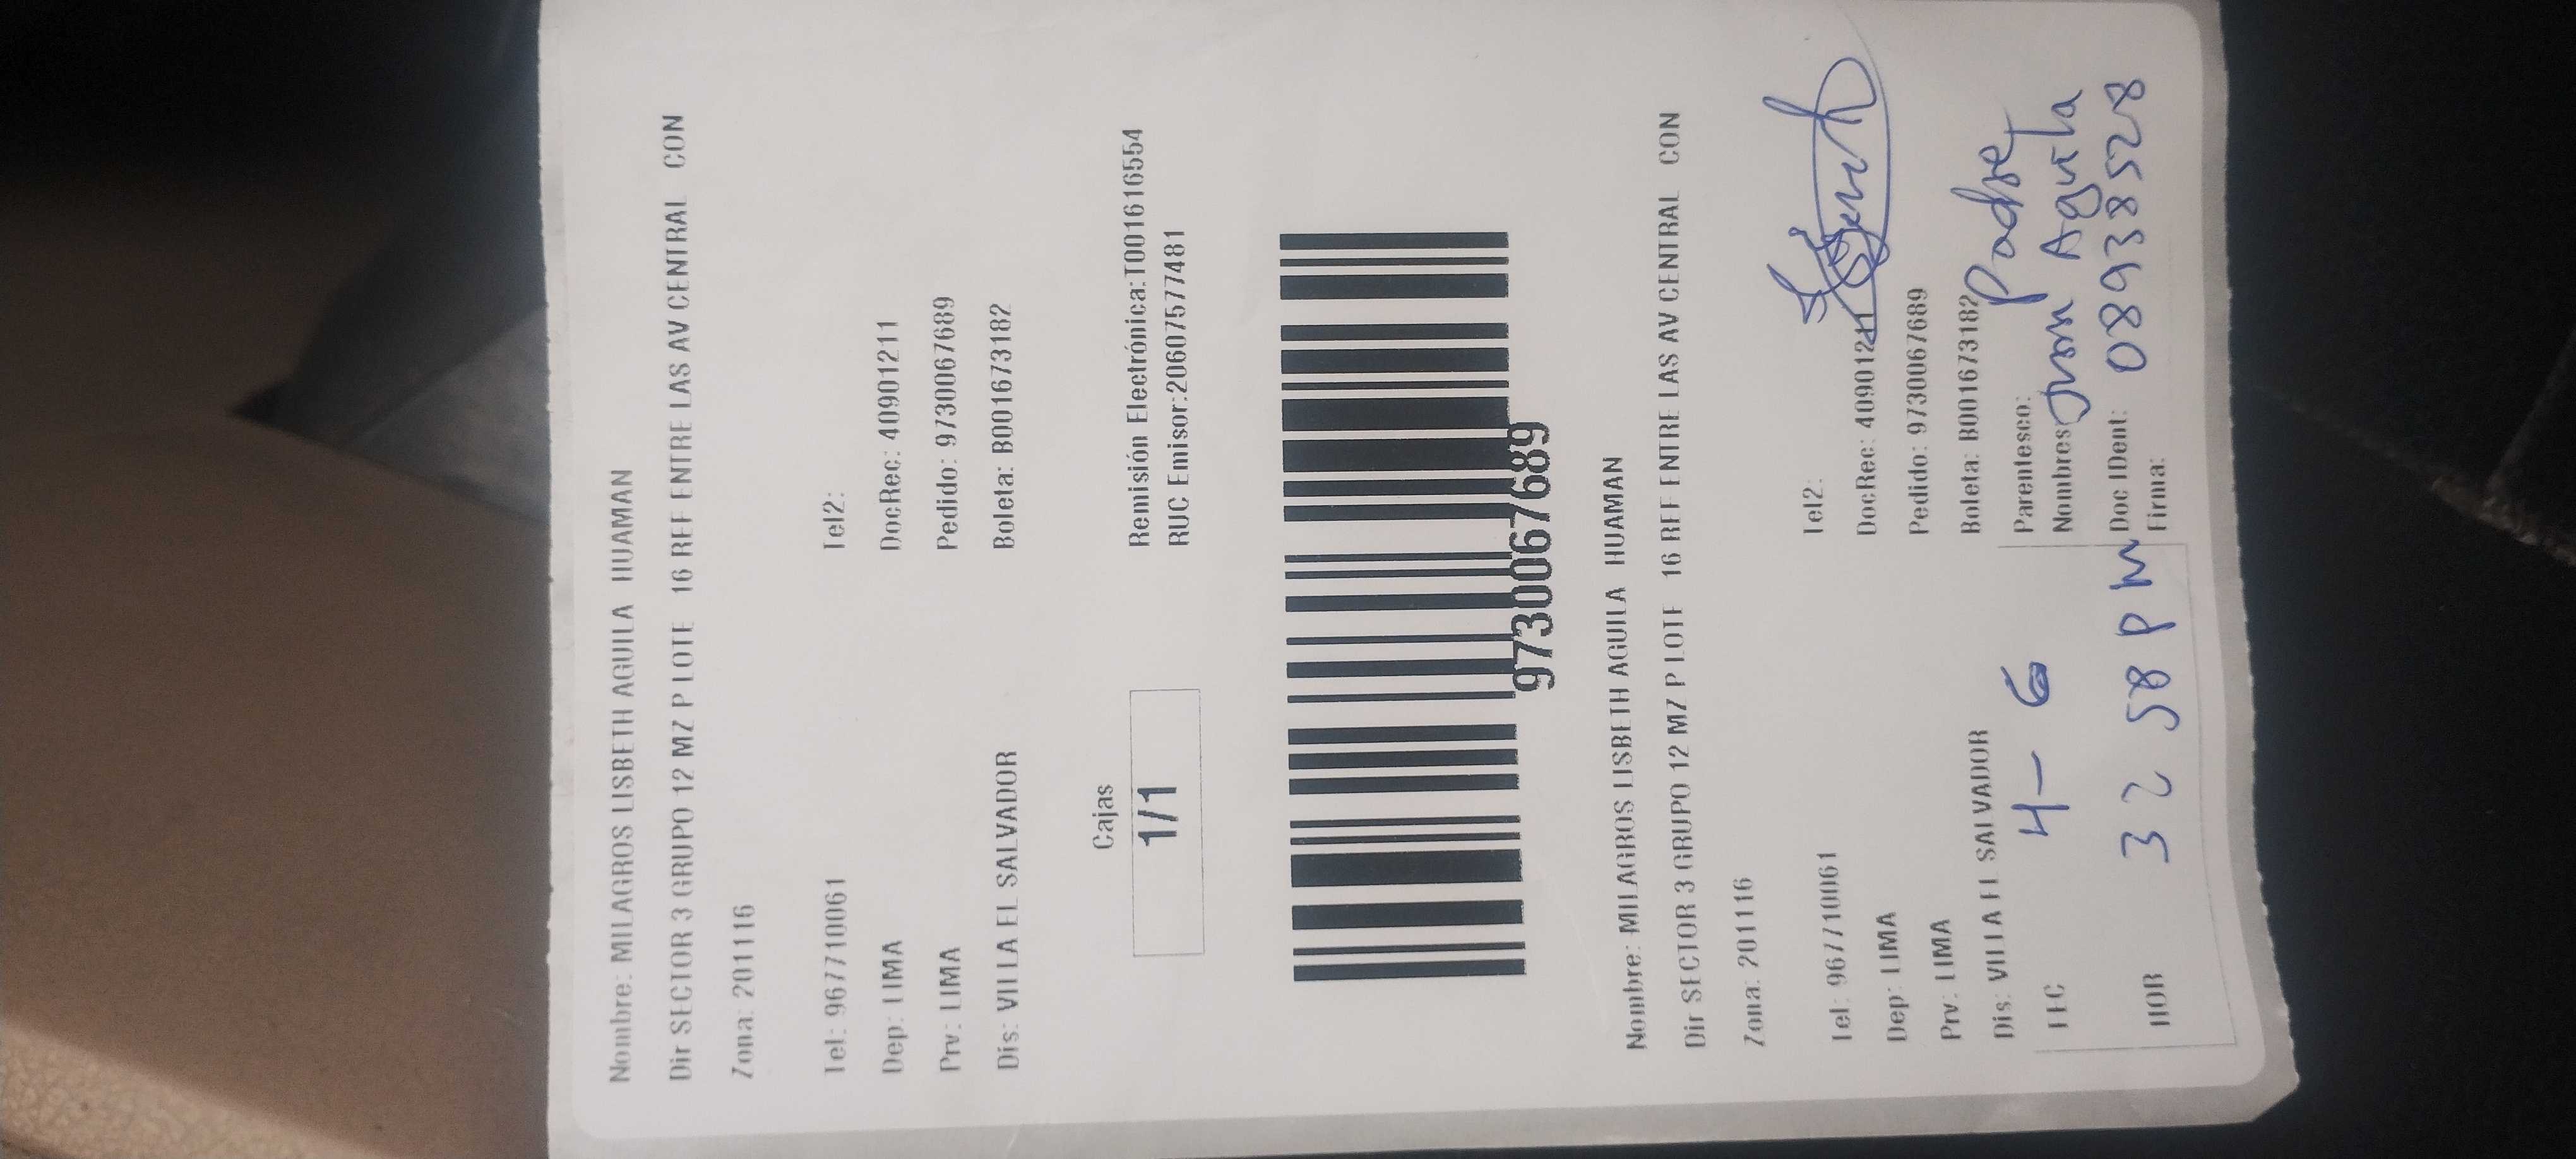 Nombre: MILAGROS LISBETH AGUILA HUAMAN
Dir SECTOR 3 GRUPO 12 MZ P LOTE 16 REF ENTRE LAS AV CENTRAL CON
Zona: 201116
Tel: 967710061 Tel2:
Dep: LIMA DocRec: 40901211
Prv: LIMA Pedido: 9730067689
Dis: VILLA EL SALVADOR Boleta: B001673182
Cajas
1/1
Remisión Electrónica:T001616554
RUC Emisor:20607577481
9730067689
Nombre: MILAGROS LISBETH AGUILA HUAMAN
Dir SECTOR 3 GRUPO 12 MZ P LOTE 16 REF ENTRE LAS AV CENTRAL CON
Zona: 201116
Tel: 967710061 Tel2:
Dep: LIMA DocRec: 40901211
Prv: LIMA Pedido: 9730067689
Dis: VILLA EL SALVADOR Boleta: B001673182
FEC 4-6 Parentesco: Padre
Nombres: Juan Aguila
HOR 3 2 58 PM Doc IDent: 08938528
Firma: